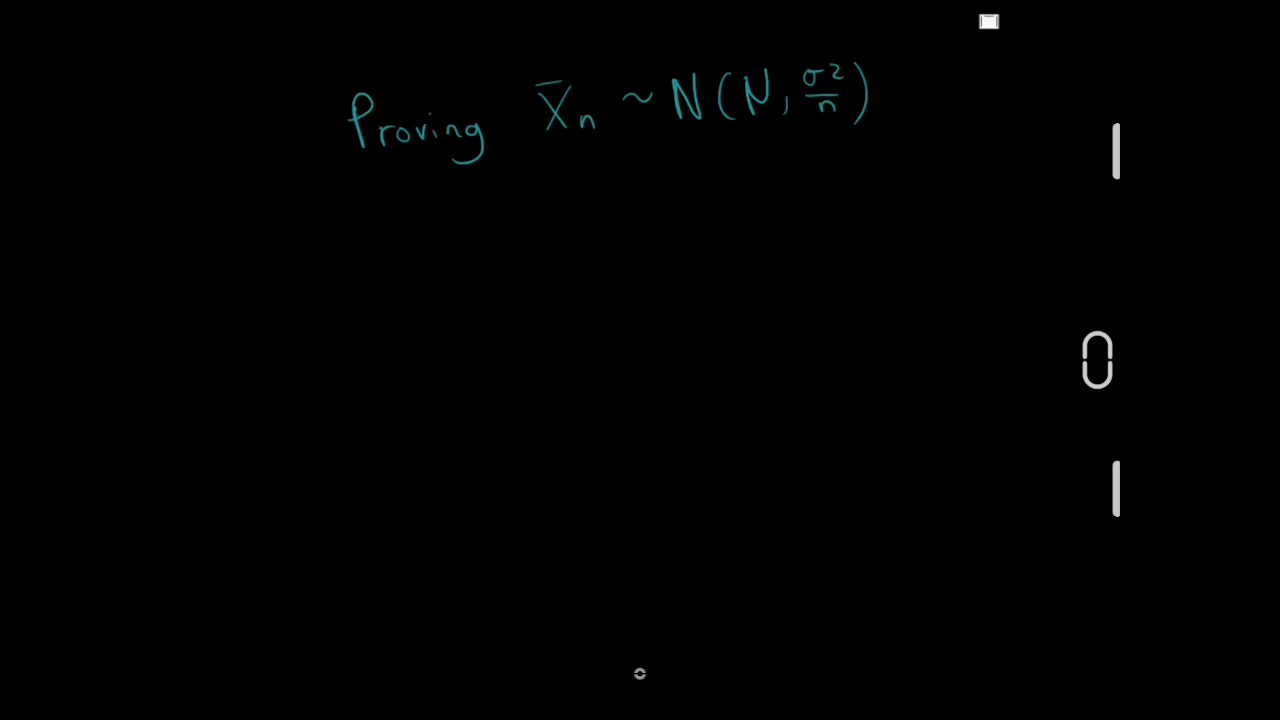 Proving X̄ₙ ~ N(N, σ²/n)